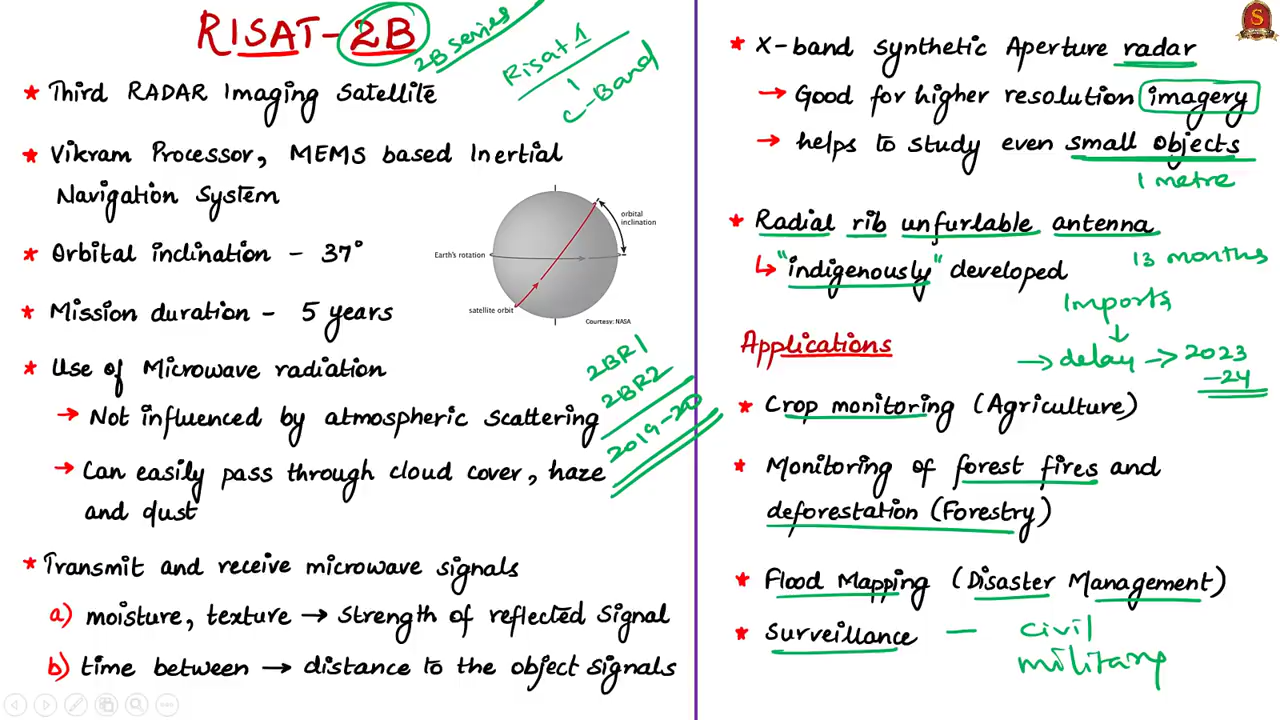 RISAT-2B
2B series
Risat 1
C-Band
* Third RADAR Imaging Satellite
* Vikram Processor, MEMS based Inertial
Navigation System
* Orbital inclination - 37°
* Mission duration - 5 years
* Use of Microwave radiation
→ Not influenced by atmospheric scattering
→ Can easily pass through cloud cover, haze
and dust
* Transmit and receive microwave signals
a) moisture, texture → strength of reflected signal
b) time between → distance to the object signals
orbital
inclination
Earth's rotation
satellite orbit
Courtesy: NASA
2BR1
2BR2
2019-20
* X-band synthetic Aperture radar
→ Good for higher resolution imagery
→ helps to study even small objects
1 metre
* Radial rib unfurlable antenna
↳ "indigenously" developed
13 months
Imports
↓
→ delay → 2023
-24
Applications
* Crop monitoring (Agriculture)
* Monitoring of forest fires and
deforestation (Forestry)
* Flood Mapping (Disaster Management)
* Surveillance - civil
military
S